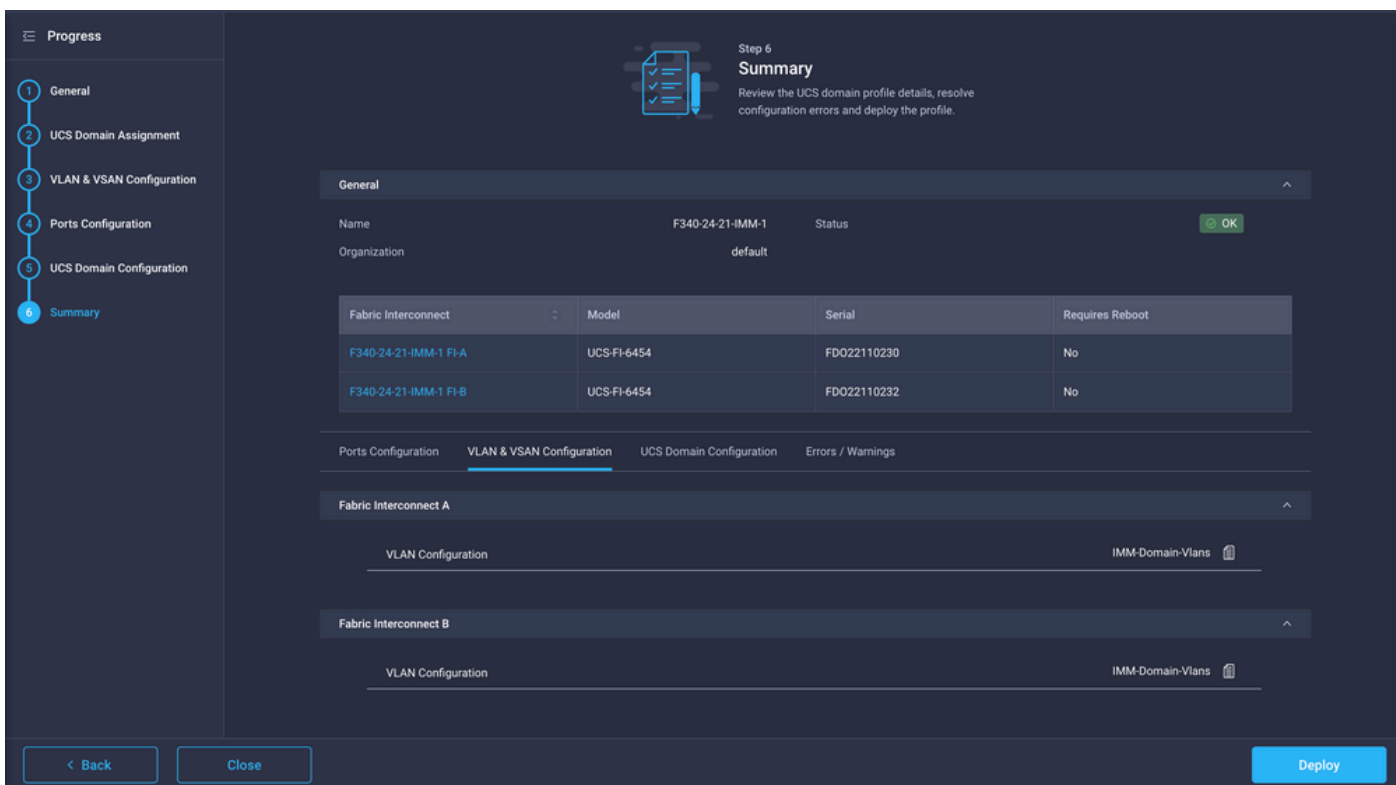 Progress
1 General
2 UCS Domain Assignment
3 VLAN & VSAN Configuration
4 Ports Configuration
5 UCS Domain Configuration
6 Summary
Step 6
Summary
Review the UCS domain profile details, resolve
configuration errors and deploy the profile.
General
Name F340-24-21-IMM-1 Status OK
Organization default
Fabric Interconnect Model Serial Requires Reboot
F340-24-21-IMM-1 FI-A UCS-FI-6454 FDO22110230 No
F340-24-21-IMM-1 FI-B UCS-FI-6454 FDO22110232 No
Ports Configuration VLAN & VSAN Configuration UCS Domain Configuration Errors / Warnings
Fabric Interconnect A
VLAN Configuration IMM-Domain-Vlans
Fabric Interconnect B
VLAN Configuration IMM-Domain-Vlans
< Back Close Deploy